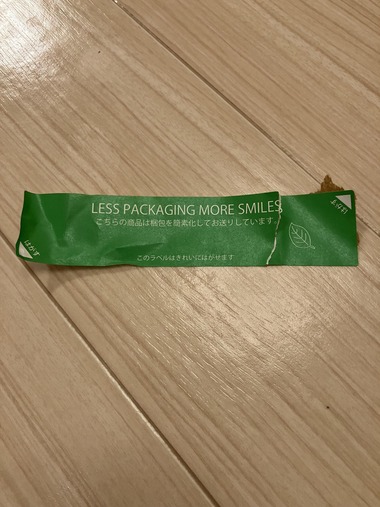 LESS PACKAGING MORE SMILES
こちらの商品は梱包を簡素化してお送りしています。
このラベルはきれいにはがせます
はがす
はがす